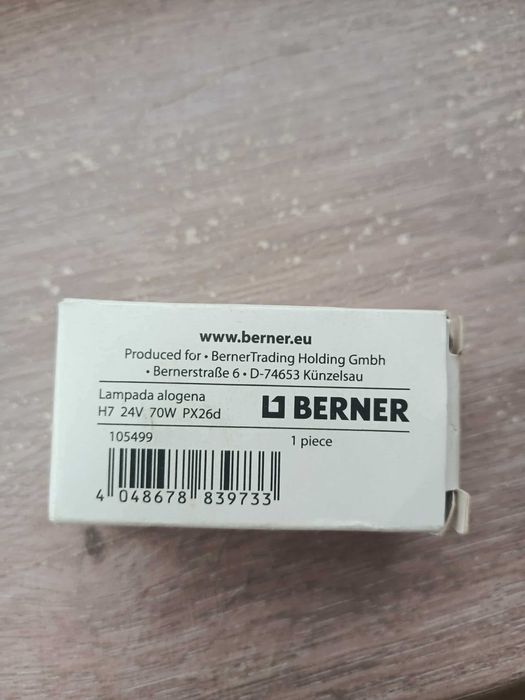 www.berner.eu
Produced for • BernerTrading Holding Gmbh
• Bernerstraße 6 • D-74653 Künzelsau
Lampada alogena
H7 24V 70W PX26d
BERNER
105499
1 piece
4 048678 839733